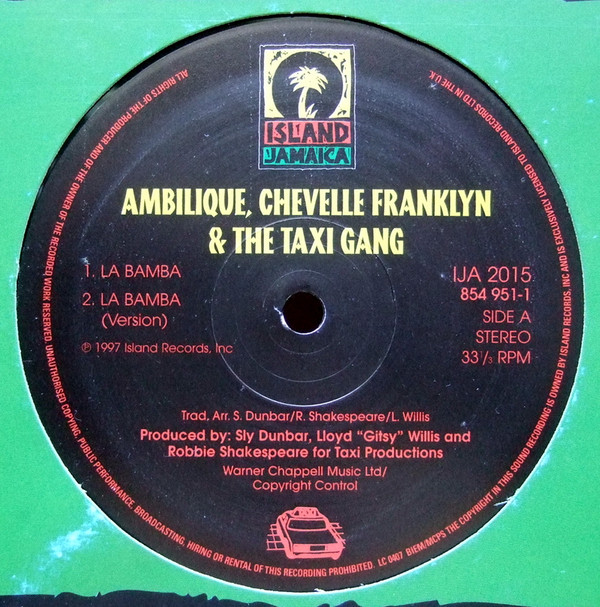 ISLAND
JAMAICA
AMBILIQUE, CHEVELLE FRANKLYN
& THE TAXI GANG
1. LA BAMBA
2. LA BAMBA
(Version)
℗ 1997 Island Records, Inc
IJA 2015
854 951-1
SIDE A
STEREO
33⅓ RPM
Trad, Arr. S. Dunbar/R. Shakespeare/L. Willis
Produced by: Sly Dunbar, Lloyd "Gitsy" Willis and
Robbie Shakespeare for Taxi Productions
Warner Chappell Music Ltd/
Copyright Control
ALL RIGHTS OF THE PRODUCER AND OF THE OWNER OF THE RECORDED WORK RESERVED. UNAUTHORISED COPYING, PUBLIC PERFORMANCE, BROADCASTING, HIRING OR RENTAL OF THIS RECORDING PROHIBITED. LC 0407 BIEM/MCPS THE COPYRIGHT IN THIS SOUND RECORDING IS OWNED BY ISLAND RECORDS, INC AND IS EXCLUSIVELY LICENSED TO ISLAND RECORDS LTD IN THE U.K